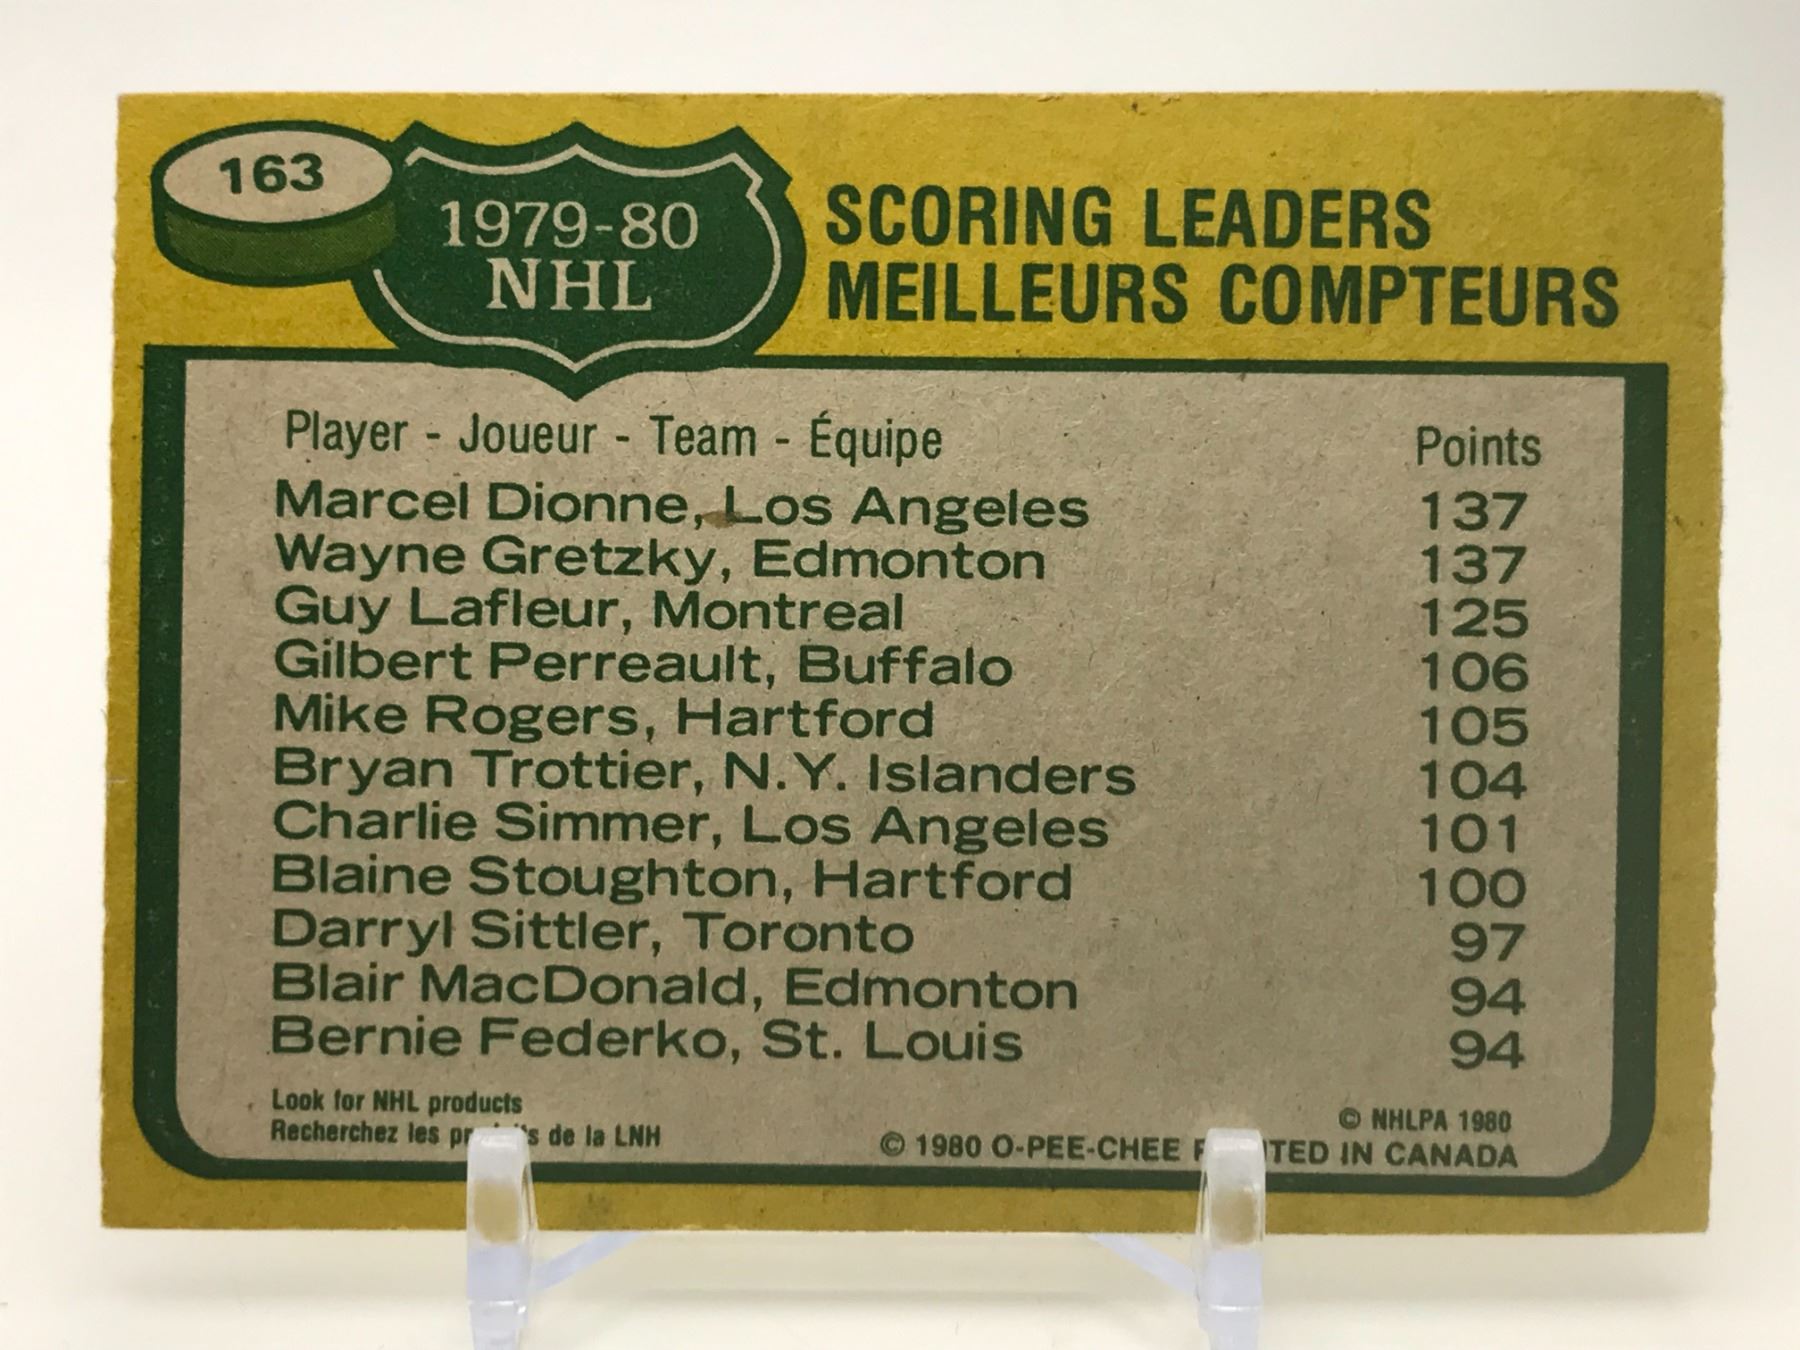 163
1979-80
NHL
SCORING LEADERS
MEILLEURS COMPTEURS
Player - Joueur - Team - Équipe Points
Marcel Dionne, Los Angeles 137
Wayne Gretzky, Edmonton 137
Guy Lafleur, Montreal 125
Gilbert Perreault, Buffalo 106
Mike Rogers, Hartford 105
Bryan Trottier, N.Y. Islanders 104
Charlie Simmer, Los Angeles 101
Blaine Stoughton, Hartford 100
Darryl Sittler, Toronto 97
Blair MacDonald, Edmonton 94
Bernie Federko, St. Louis 94
Look for NHL products
Recherchez les de la LNH
© NHLPA 1980
© 1980 O-PEE-CHEE IN CANADA